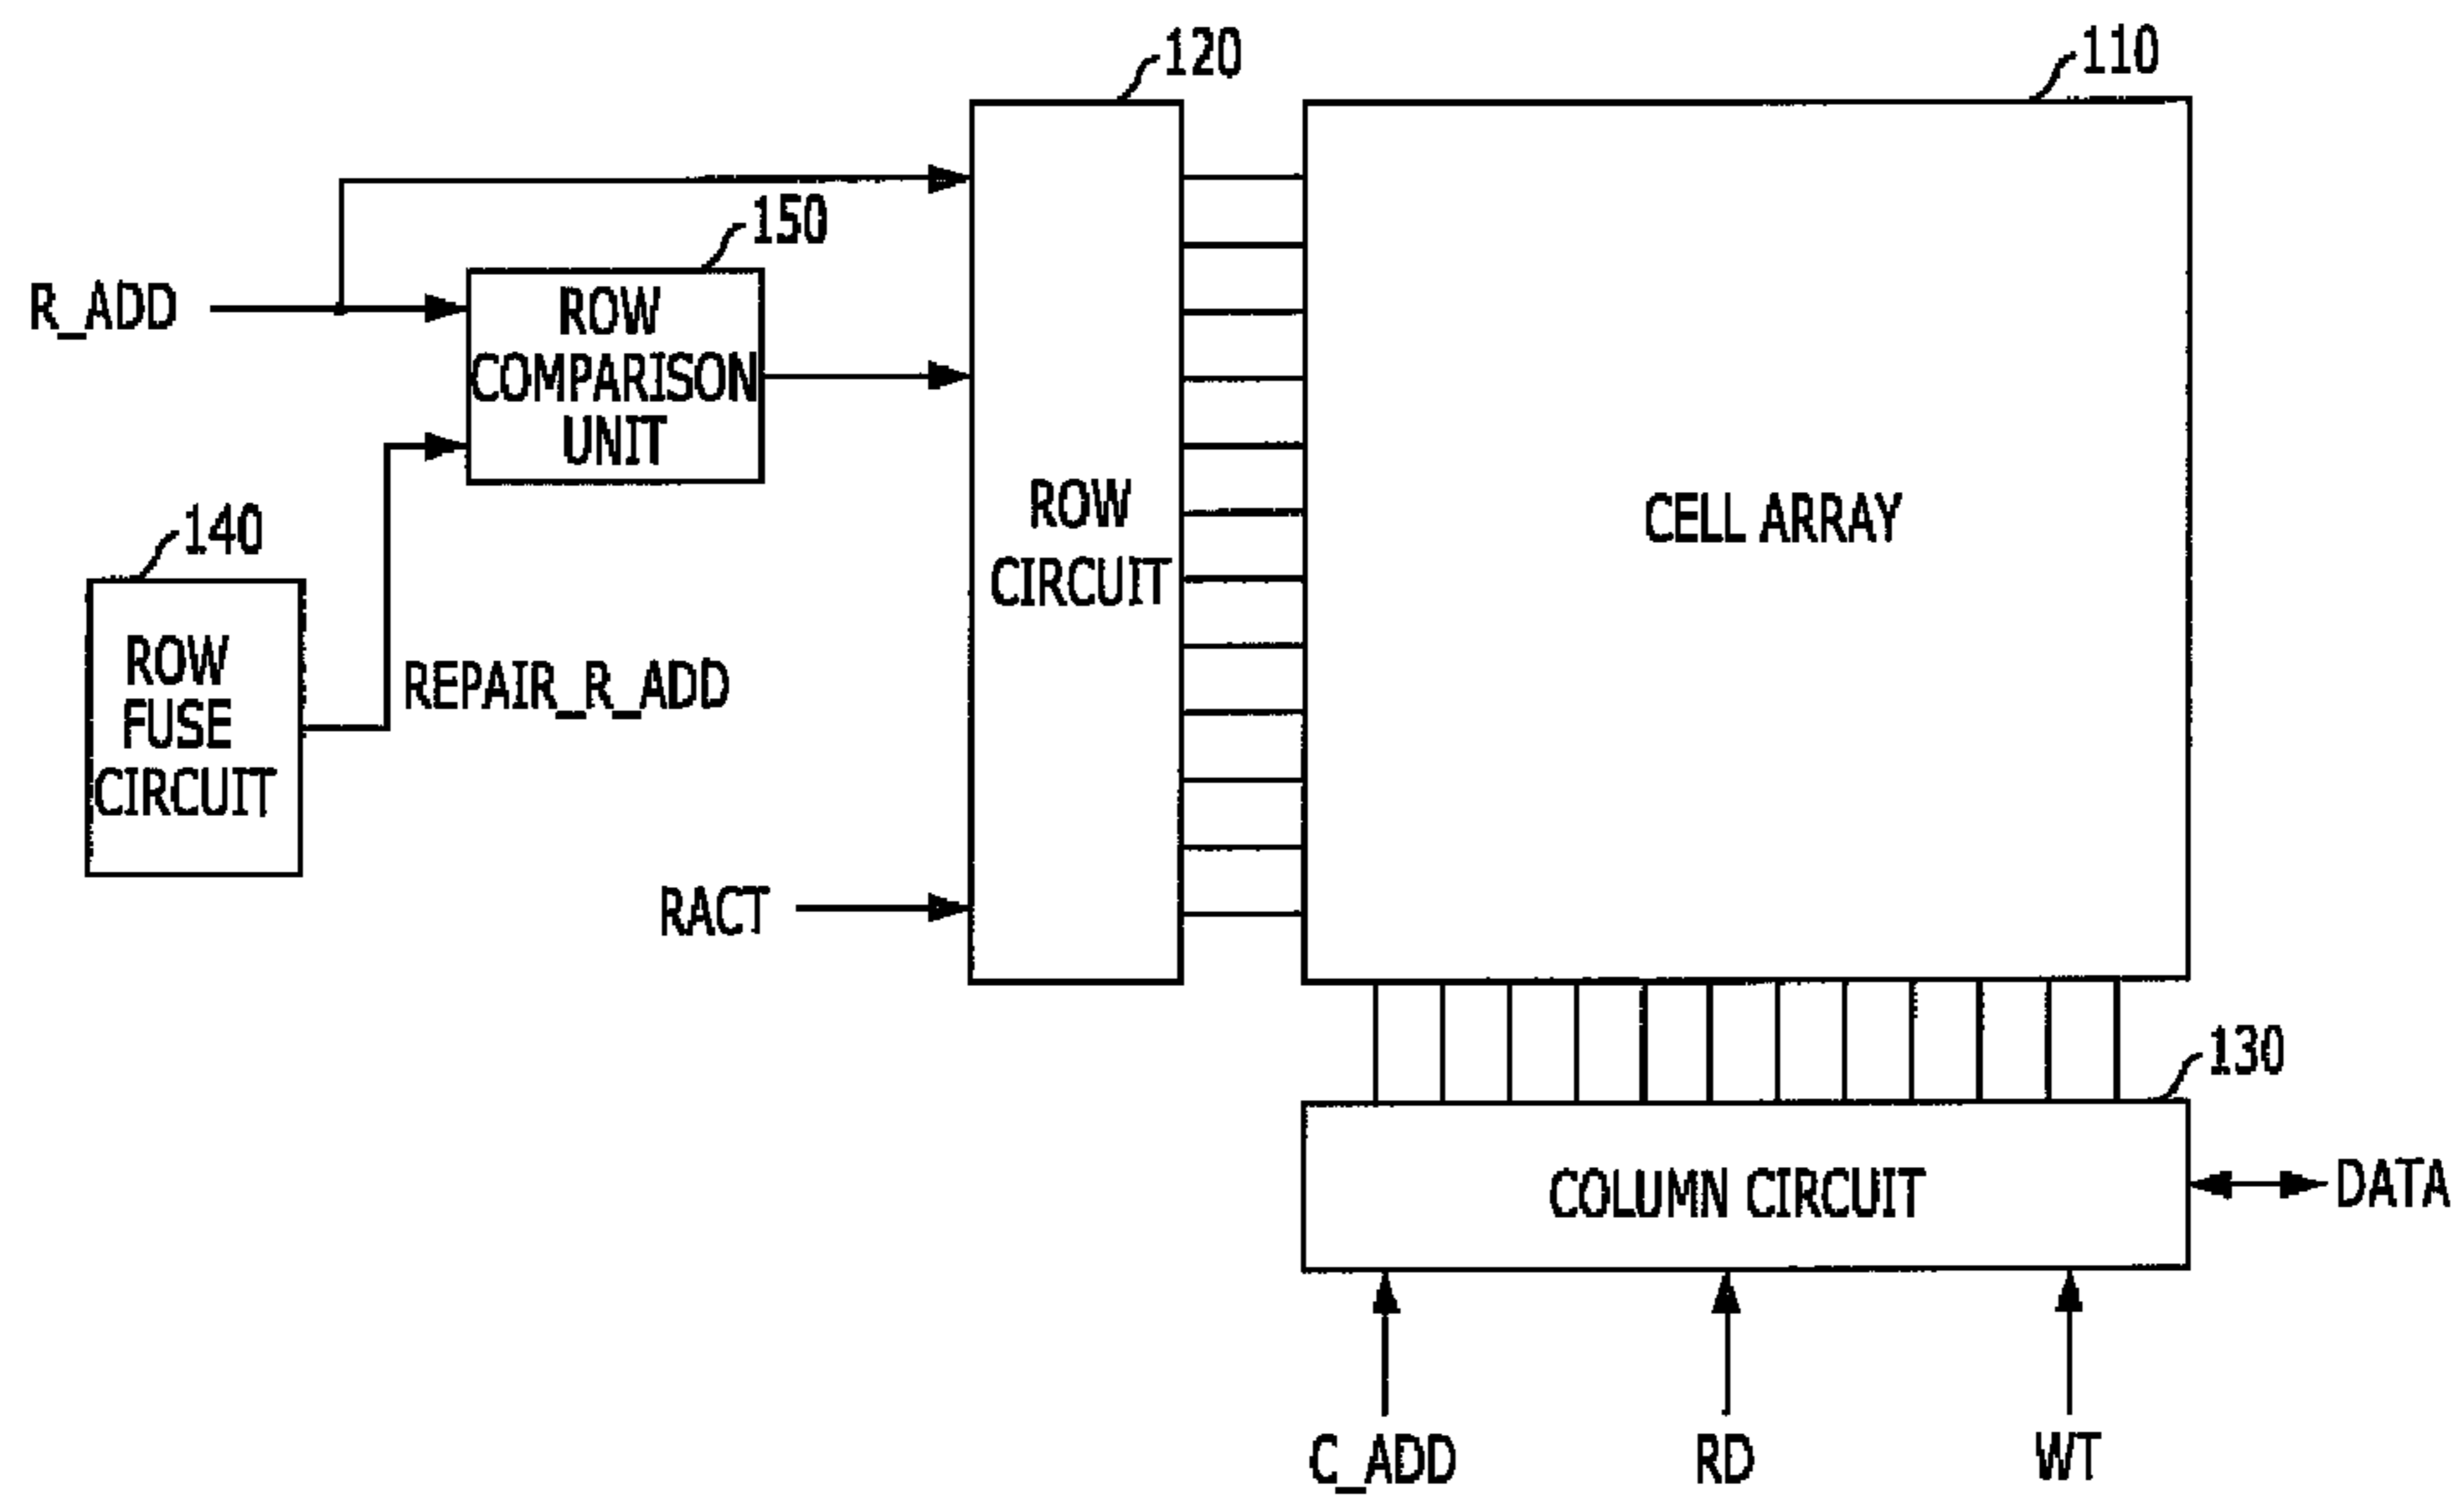 120
110
150
R_ADD
ROW
COMPARISON
UNIT
140
ROW
CIRCUIT
CELL ARRAY
ROW
FUSE
CIRCUIT
REPAIR_R_ADD
RACT
130
COLUMN CIRCUIT
DATA
C_ADD
RD
WT